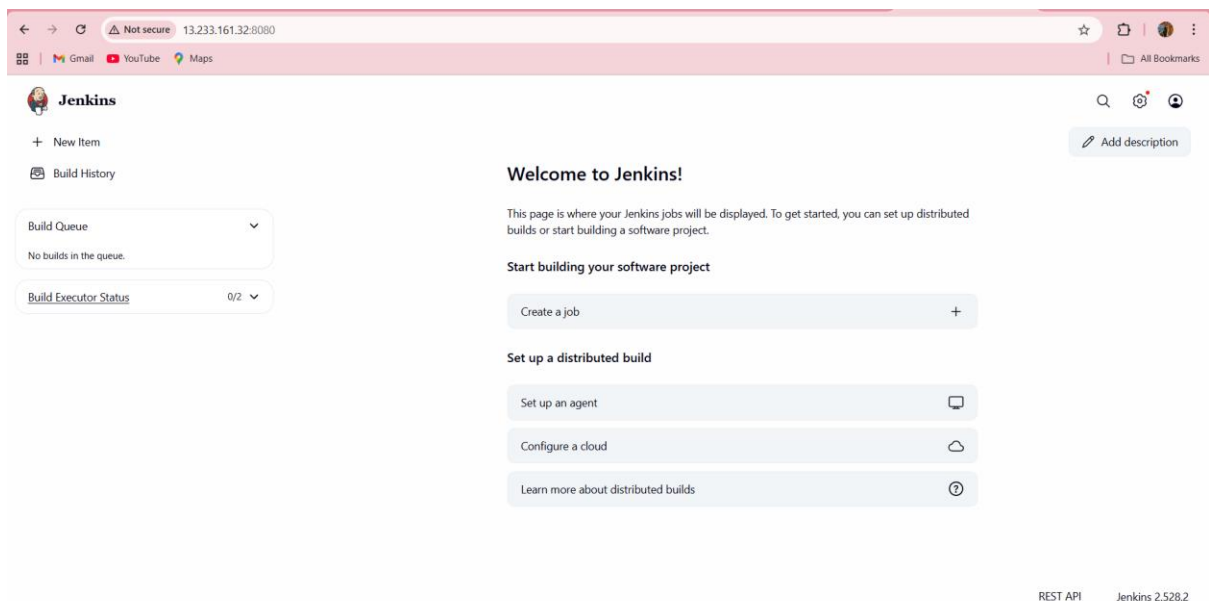 Not secure 13.233.161.32:8080
Gmail YouTube Maps All Bookmarks
Jenkins
New Item
Add description
Build History
Build Queue
No builds in the queue.
Build Executor Status 0/2
Welcome to Jenkins!
This page is where your Jenkins jobs will be displayed. To get started, you can set up distributed
builds or start building a software project.
Start building your software project
Create a job
Set up a distributed build
Set up an agent
Configure a cloud
Learn more about distributed builds
REST API Jenkins 2.528.2